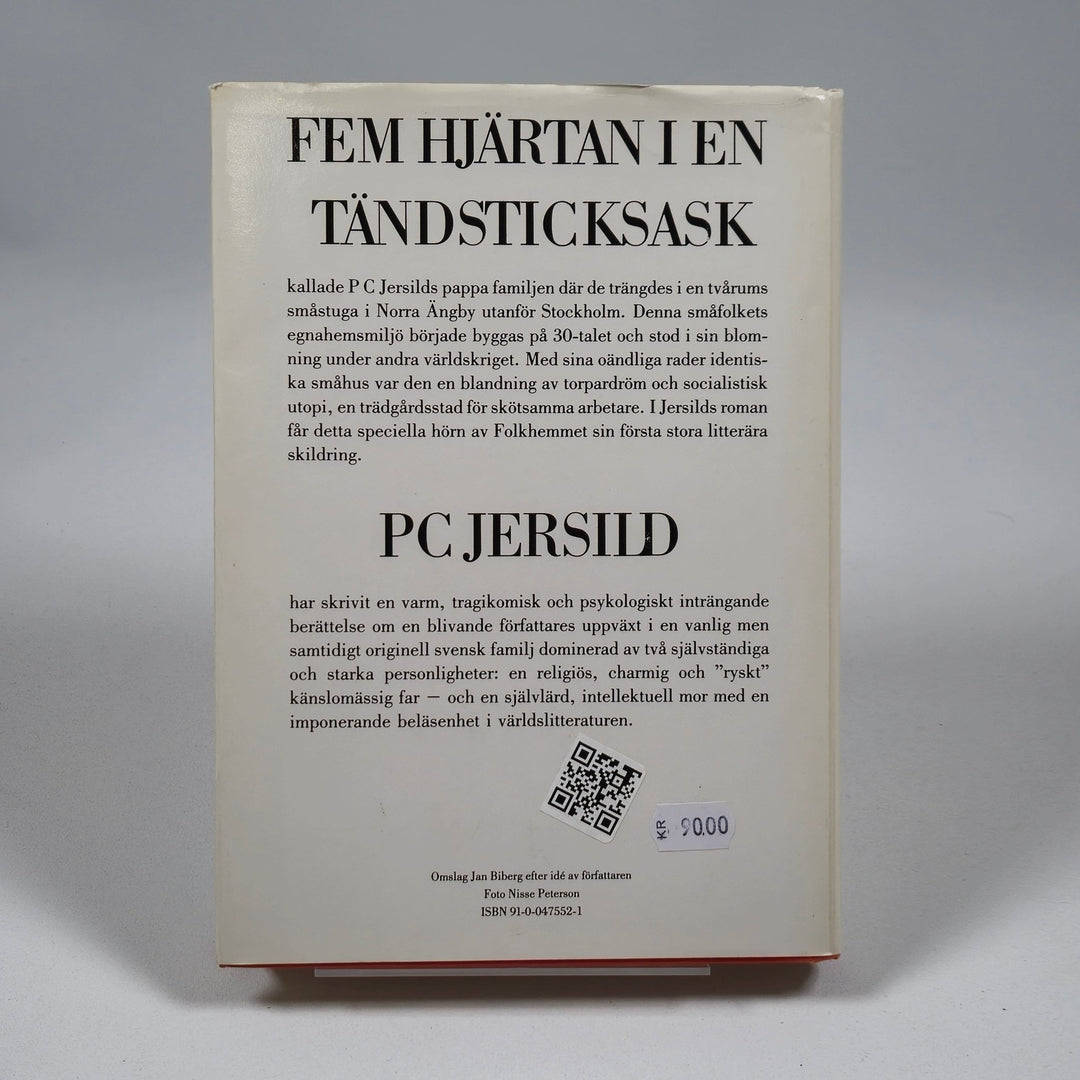 FEM HJÄRTAN I EN
TÄNDSTICKSASK
kallade P C Jersilds pappa familjen där de trängdes i en tvårums
småstuga i Norra Ängby utanför Stockholm. Denna småfolkets
egnahemsmiljö började byggas på 30-talet och stod i sin blom-
ning under andra världskriget. Med sina oändliga rader identis-
ka småhus var den en blandning av torpardröm och socialistisk
utopi, en trädgårdsstad för skötsamma arbetare. I Jersilds roman
får detta speciella hörn av Folkhemmet sin första stora litterära
skildring.
PC JERSILD
har skrivit en varm, tragikomisk och psykologiskt inträngande
berättelse om en blivande författares uppväxt i en vanlig men
samtidigt originell svensk familj dominerad av två självständiga
och starka personligheter: en religiös, charmig och ”ryskt”
känslomässig far — och en självlärd, intellektuell mor med en
imponerande beläsenhet i världslitteraturen.
KR 90.00
Omslag Jan Biberg efter idé av författaren
Foto Nisse Peterson
ISBN 91-0-047552-1